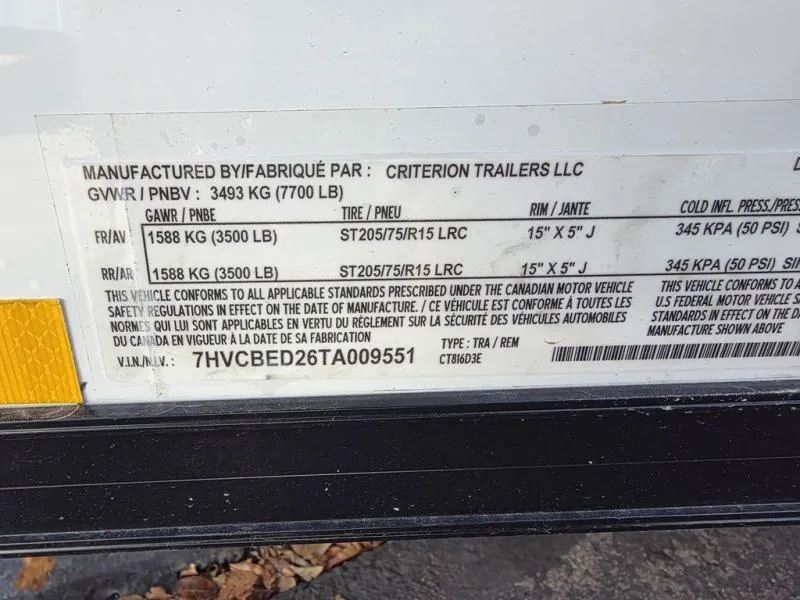 MANUFACTURED BY/FABRIQUÉ PAR : CRITERION TRAILERS LLC
GVWR / PNBV : 3493 KG (7700 LB)
GAWR / PNBE TIRE / PNEU RIM / JANTE COLD INFL. PRESS./PRES
FR/AV 1588 KG (3500 LB) ST205/75/R15 LRC 15" X 5" J 345 KPA (50 PSI) S
RR/AR 1588 KG (3500 LB) ST205/75/R15 LRC 15" X 5" J 345 KPA (50 PSI) SIN
THIS VEHICLE CONFORMS TO ALL APPLICABLE STANDARDS PRESCRIBED UNDER THE CANADIAN MOTOR VEHICLE
SAFETY REGULATIONS IN EFFECT ON THE DATE OF MANUFACTURE. / CE VÉHICULE EST CONFORME À TOUTES LES
NORMES QUI LUI SONT APPLICABLES EN VERTU DU RÈGLEMENT SUR LA SÉCURITÉ DES VÉHICULES AUTOMOBILES
DU CANADA EN VIGUEUR À LA DATE DE SA FABRICATION
THIS VEHICLE CONFORMS TO ALL
U.S FEDERAL MOTOR VEHICLE S
STANDARDS IN EFFECT ON THE D
MANUFACTURE SHOWN ABOVE
V.I.N./N.I.V. : 7HVCBED26TA009551 TYPE : TRA / REM
CT816D3E